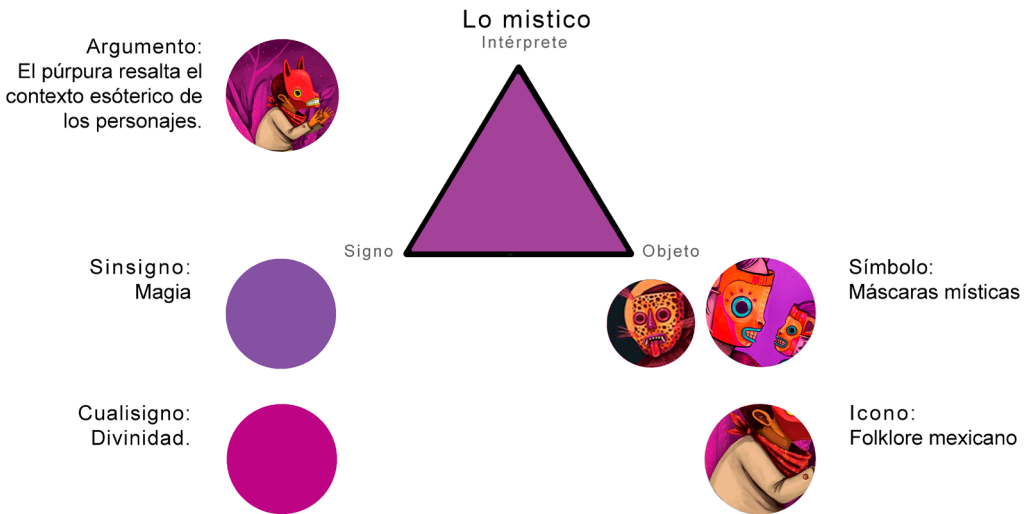 Lo mistico
Intérprete
Argumento:
El púrpura resalta el
contexto esóterico de
los personajes.
Signo
Objeto
Sinsigno:
Magia
Símbolo:
Máscaras místicas
Cualisigno:
Divinidad.
Icono:
Folklore mexicano